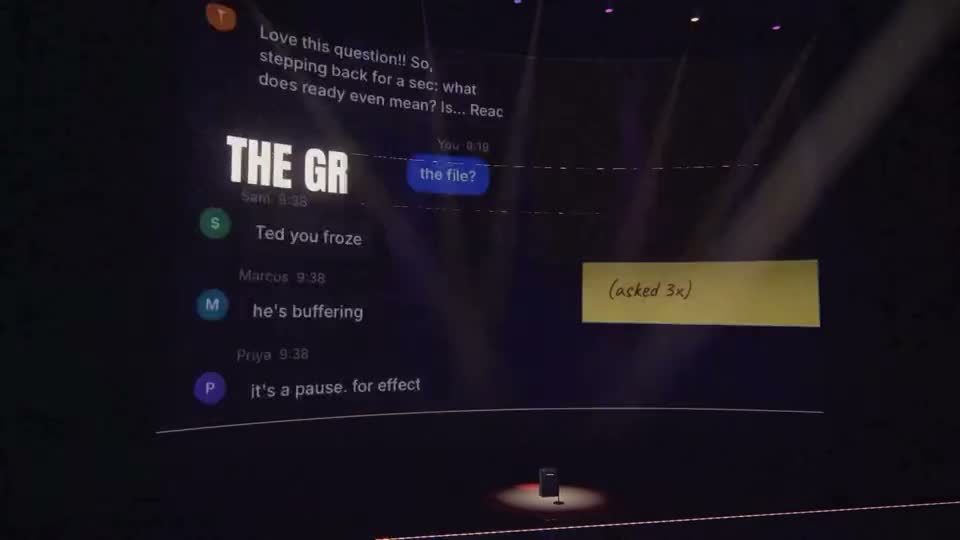 T
Love this question!! So,
stepping back for a sec: what
does ready even mean? Is... Read
You 9:19
the file?
THE GR
Sam 9:38
S
Ted you froze
Marcus 9:38
M
he's buffering
Priya 9:38
P
it's a pause. for effect
(asked 3x)